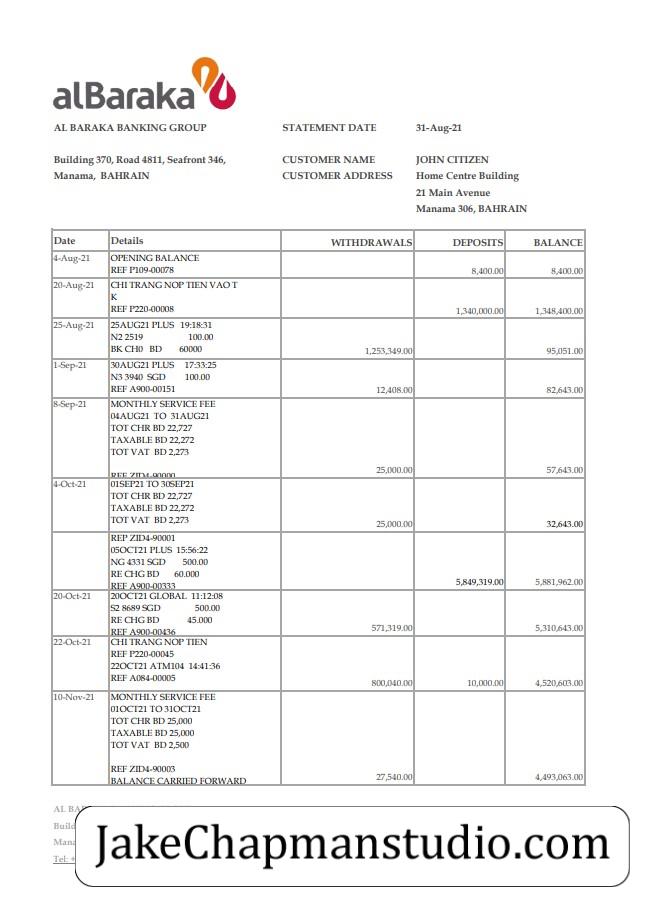 alBaraka
AL BARAKA BANKING GROUP STATEMENT DATE 31-Aug-21
Building 370, Road 4811, Seafront 346, CUSTOMER NAME JOHN CITIZEN
Manama, BAHRAIN CUSTOMER ADDRESS Home Centre Building
21 Main Avenue
Manama 306, BAHRAIN
Date Details WITHDRAWALS DEPOSITS BALANCE
4-Aug-21 OPENING BALANCE
REF P109-00078 8,400.00 8,400.00
20-Aug-21 CHI TRANG NOP TIEN VAO T
K
REF P220-00008 1,340,000.00 1,348,400.00
25-Aug-21 25AUG21 PLUS 19:18:31
N2 2519 100.00
BK CH0 BD 60000 1,253,349.00 95,051.00
1-Sep-21 30AUG21 PLUS 17:33:25
N3 3940 SGD 100.00
REF A900-00151 12,408.00 82,643.00
8-Sep-21 MONTHLY SERVICE FEE
04AUG21 TO 31AUG21
TOT CHR BD 22,727
TAXABLE BD 22,272
TOT VAT BD 2,273
REF ZID4-90000 25,000.00 57,643.00
4-Oct-21 01SEP21 TO 30SEP21
TOT CHR BD 22,727
TAXABLE BD 22,272
TOT VAT BD 2,273 25,000.00 32,643.00
REP ZID4-90001
05OCT21 PLUS 15:56:22
NG 4331 SGD 500.00
RE CHG BD 60.000
REF A900-00333 5,849,319.00 5,881,962.00
20-Oct-21 20OCT21 GLOBAL 11:12:08
S2 8689 SGD 500.00
RE CHG BD 45.000
REF A900-00436 571,319.00 5,310,643.00
22-Oct-21 CHI TRANG NOP TIEN
REF P220-00045
22OCT21 ATM104 14:41:36
REF A084-00005 800,040.00 10,000.00 4,520,603.00
10-Nov-21 MONTHLY SERVICE FEE
01OCT21 TO 31OCT21
TOT CHR BD 25,000
TAXABLE BD 25,000
TOT VAT BD 2,500
REF ZID4-90003
BALANCE CARRIED FORWARD 27,540.00 4,493,063.00
AL BA
Build
Mana
Tel: +
JakeChapmanstudio.com